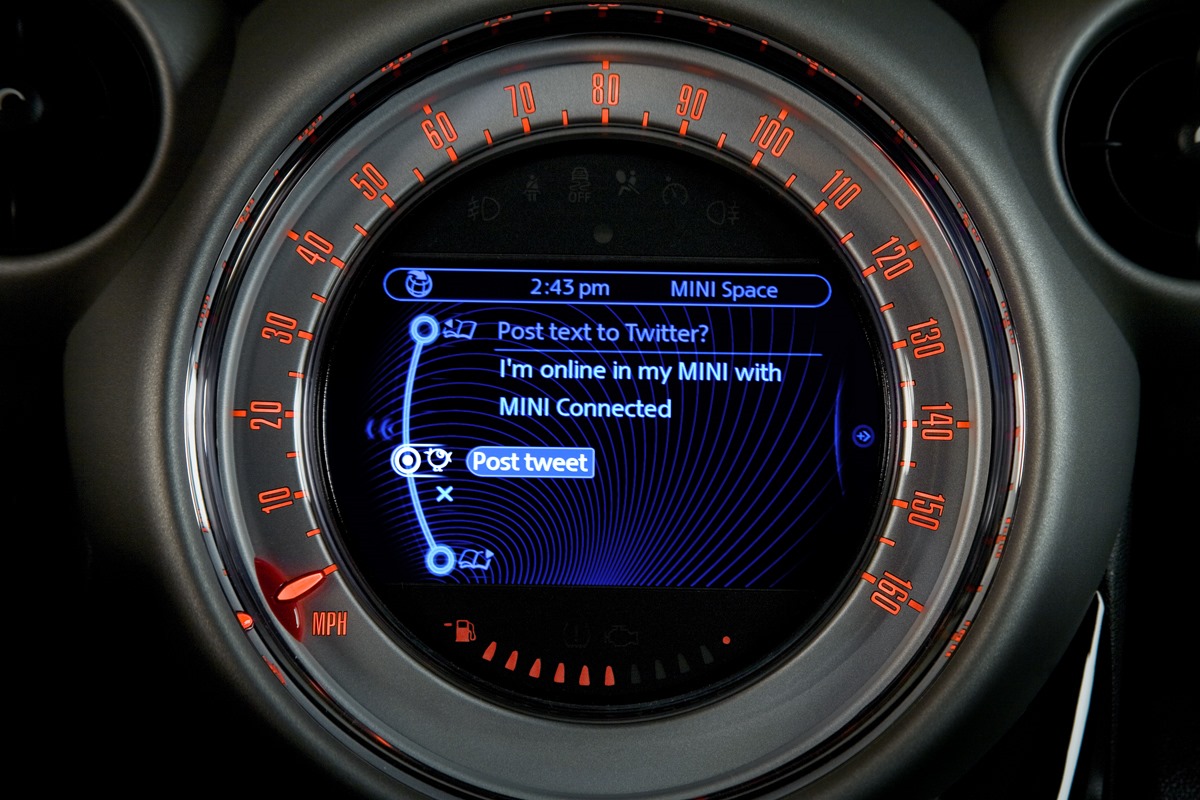 10
20
30
40
50
60
70
80
90
100
110
120
130
140
150
160
MPH
OFF
2:43 pm MINI Space
Post text to Twitter?
I'm online in my MINI with
MINI Connected
Post tweet